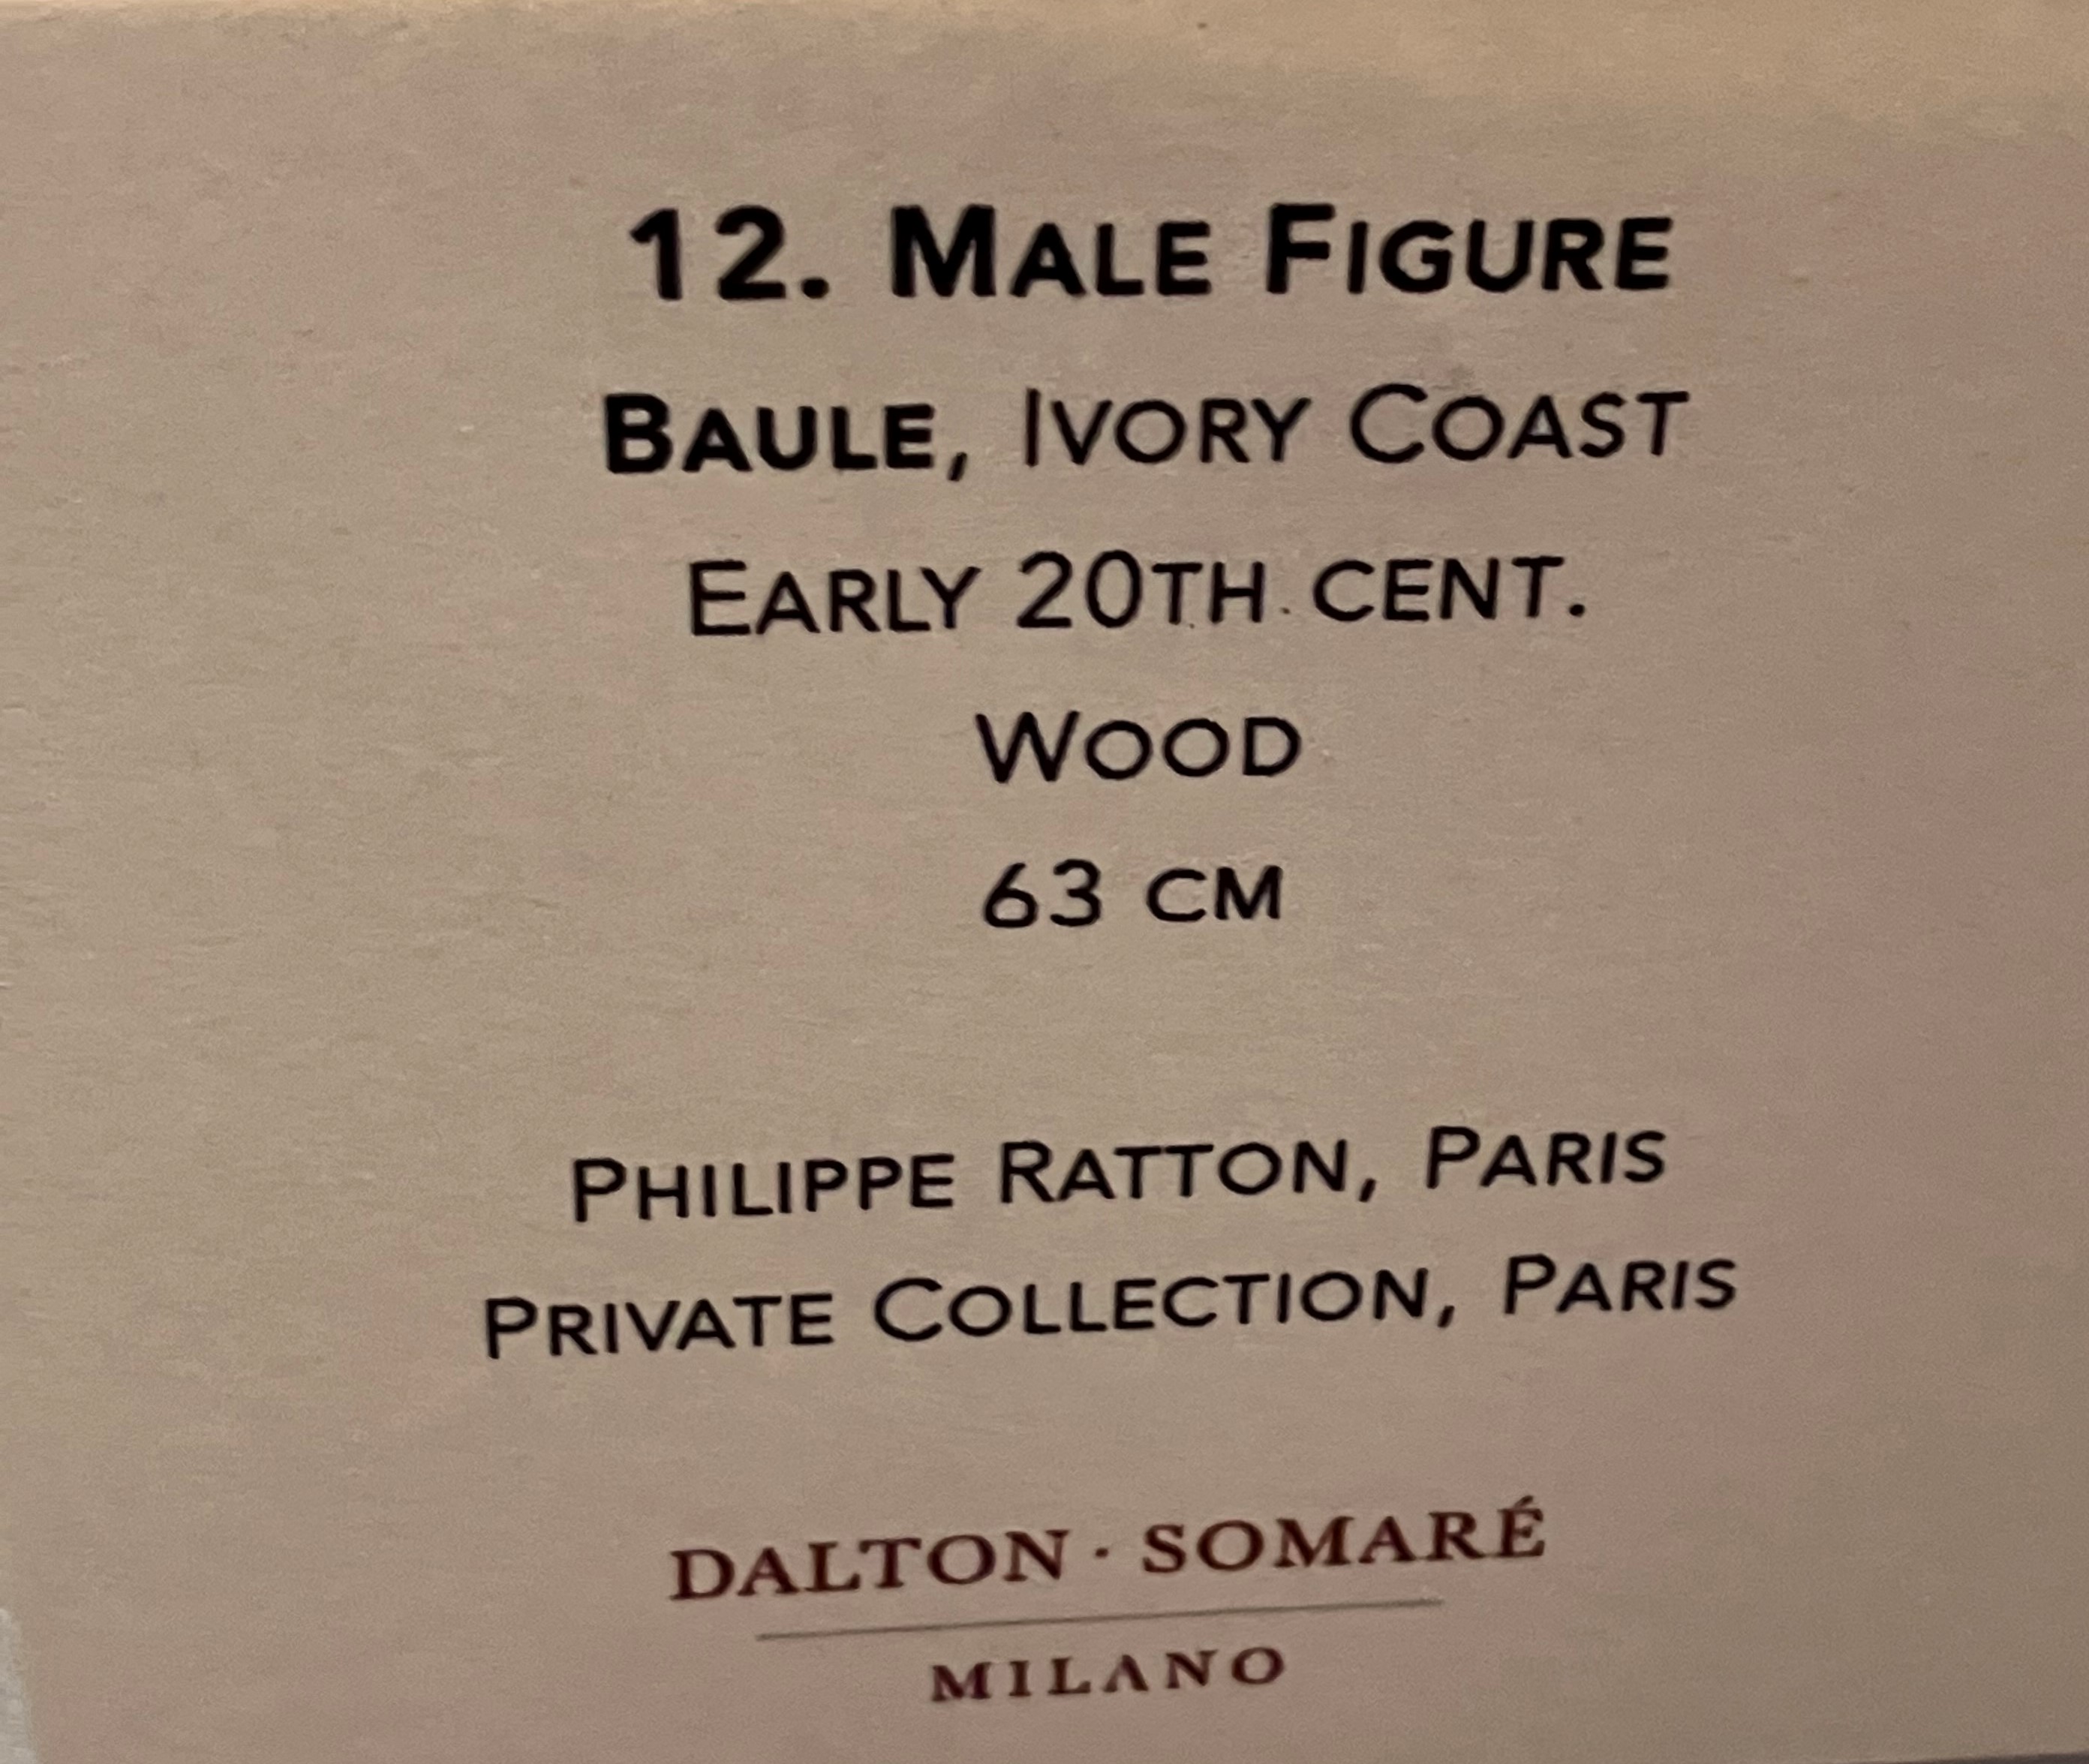 12. MALE FIGURE
BAULE, IVORY COAST
EARLY 20TH CENT.
WOOD
63 CM
PHILIPPE RATTON, PARIS
PRIVATE COLLECTION, PARIS
DALTON · SOMARÉ
MILANO